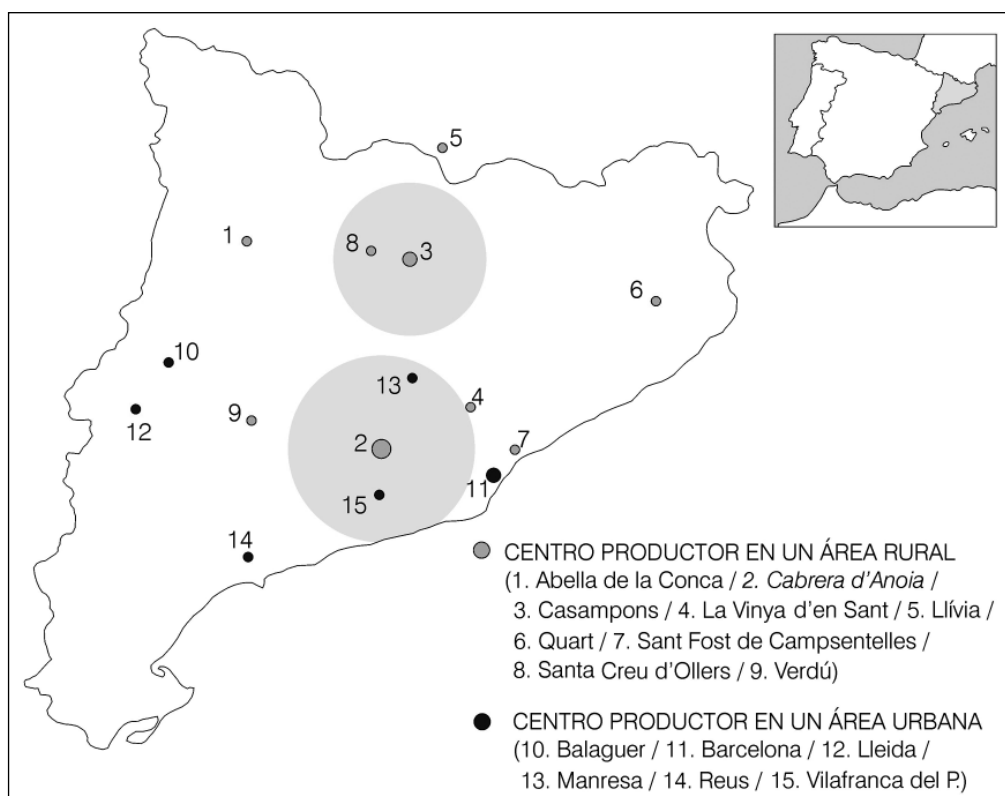 5
1
8
3
6
10
13
9
4
12
2
7
15
11
14
CENTRO PRODUCTOR EN UN ÁREA RURAL
(1. Abella de la Conca / 2. Cabrera d'Anoia /
3. Casampons / 4. La Vinya d'en Sant / 5. Llívia /
6. Quart / 7. Sant Fost de Campsentelles /
8. Santa Creu d'Ollers / 9. Verdú)
CENTRO PRODUCTOR EN UN ÁREA URBANA
(10. Balaguer / 11. Barcelona / 12. Lleida /
13. Manresa / 14. Reus / 15. Vilafranca del P.)